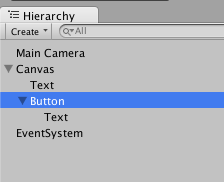 Hierarchy
Create All
Main Camera
Canvas
Text
Button
Text
EventSystem